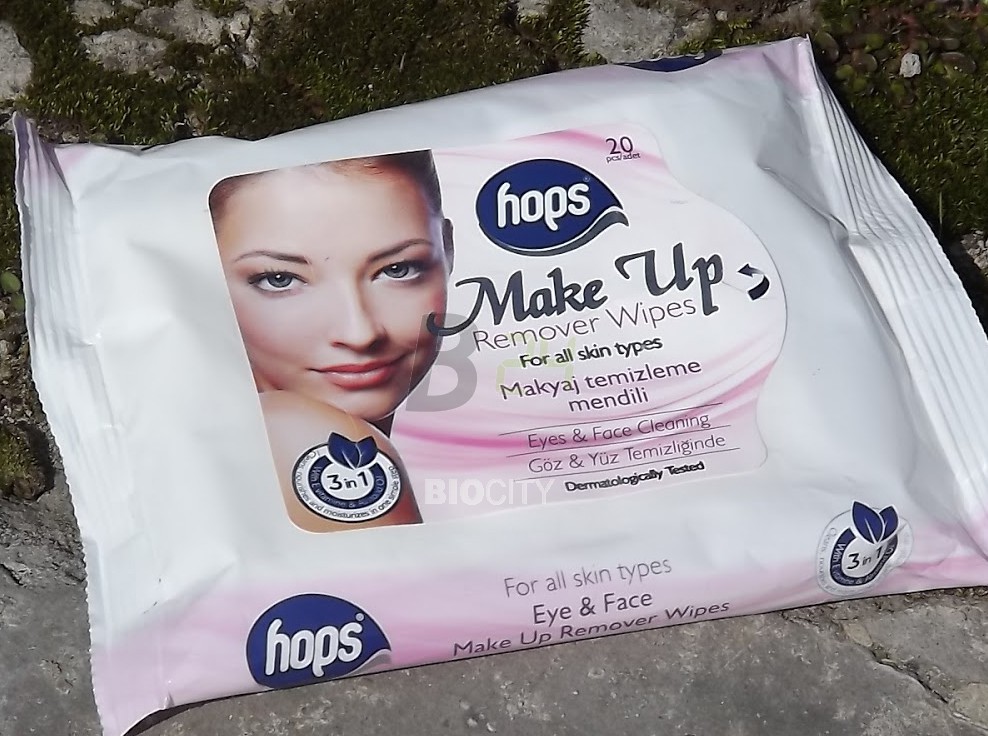 20
pcs/adet
hops
Make Up
Remover Wipes
For all skin types
Makyaj temizleme
mendili
Eyes & Face Cleaning
Göz & Yüz Temizliğinde
Dermatologically Tested
3 in 1
B 24
BIOCITY
For all skin types
Eye & Face
Make Up Remover Wipes
hops
3 in 1